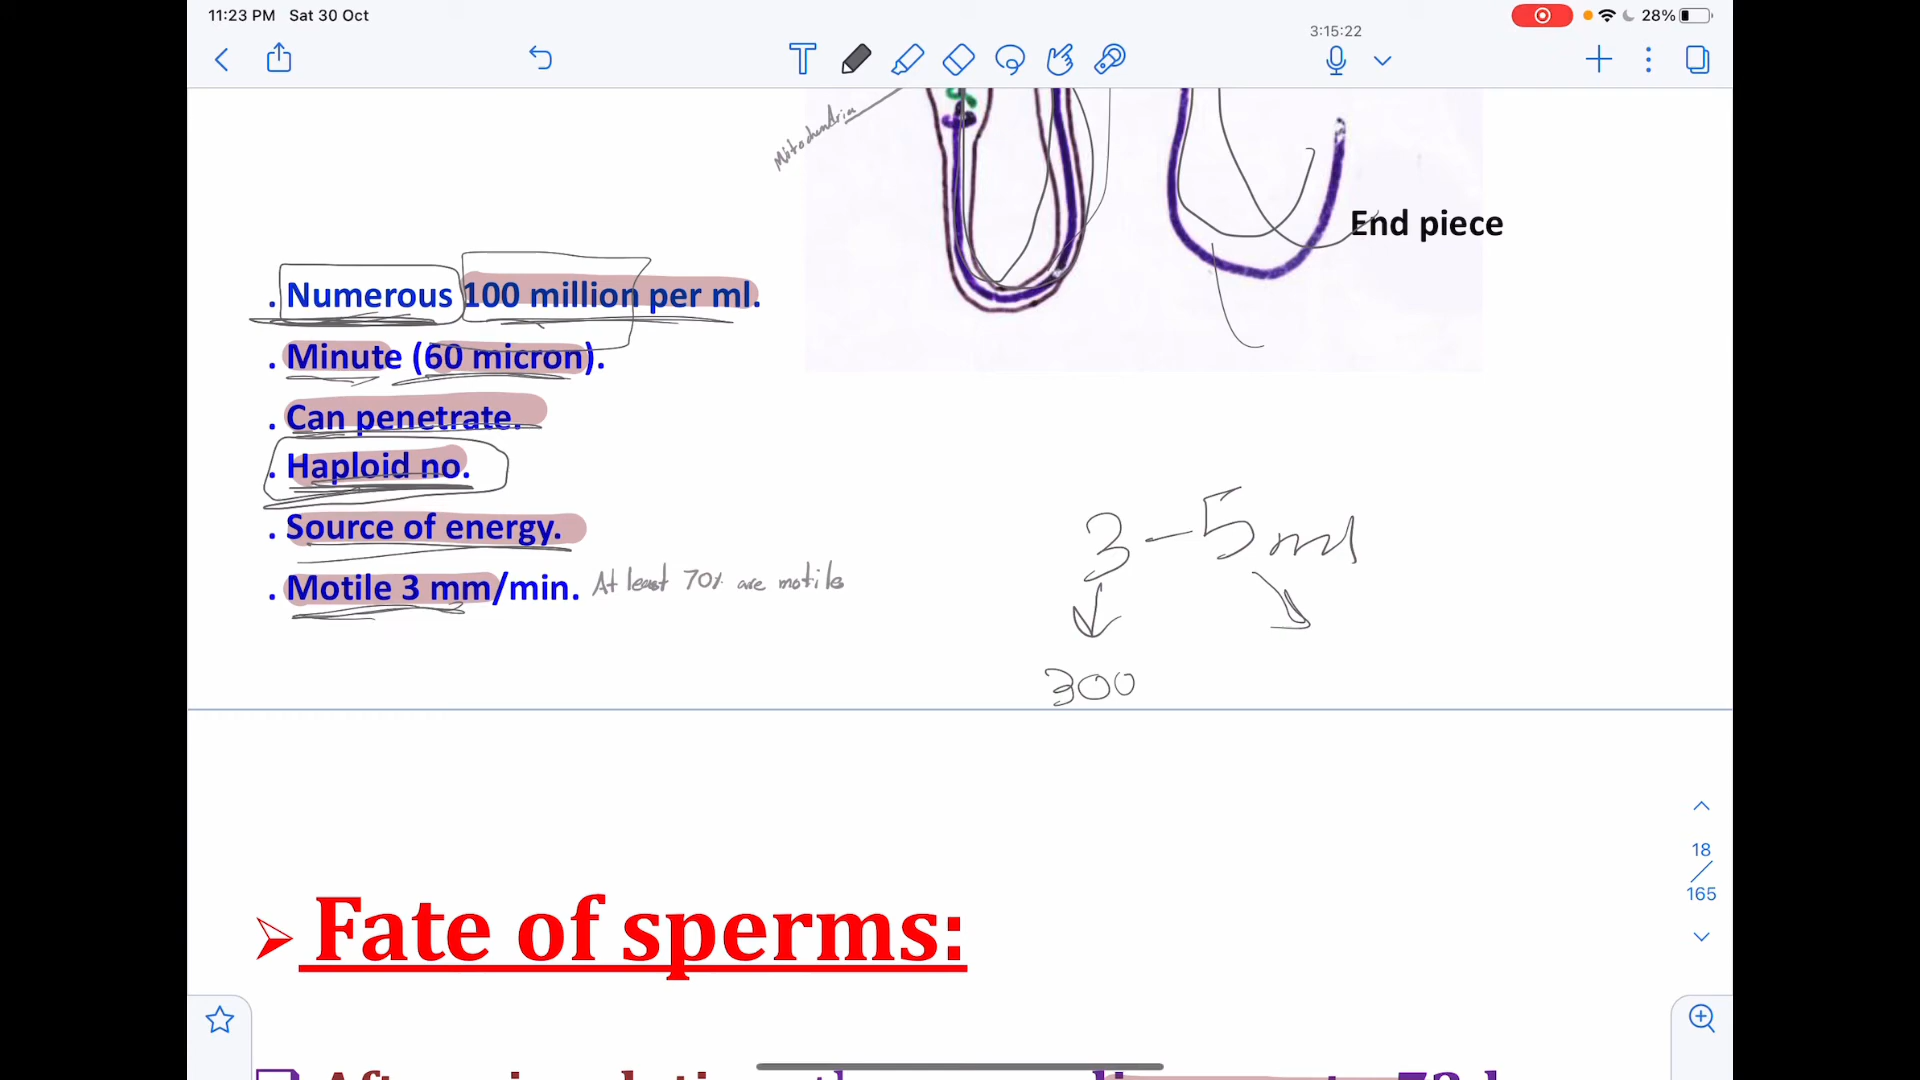 11:23 PM Sat 30 Oct
28%
3:15:22
Mitochondria
End piece
. Numerous 100 million per ml.
. Minute (60 micron).
. Can penetrate.
. Haploid no.
. Source of energy.
. Motile 3 mm/min. At least 70% are motile
3-5 ml
300
18
165
➢ Fate of sperms: